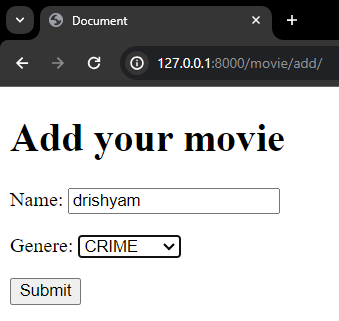 Document
127.0.0.1:8000/movie/add/
Add your movie
Name: drishyam
Genere: CRIME
Submit